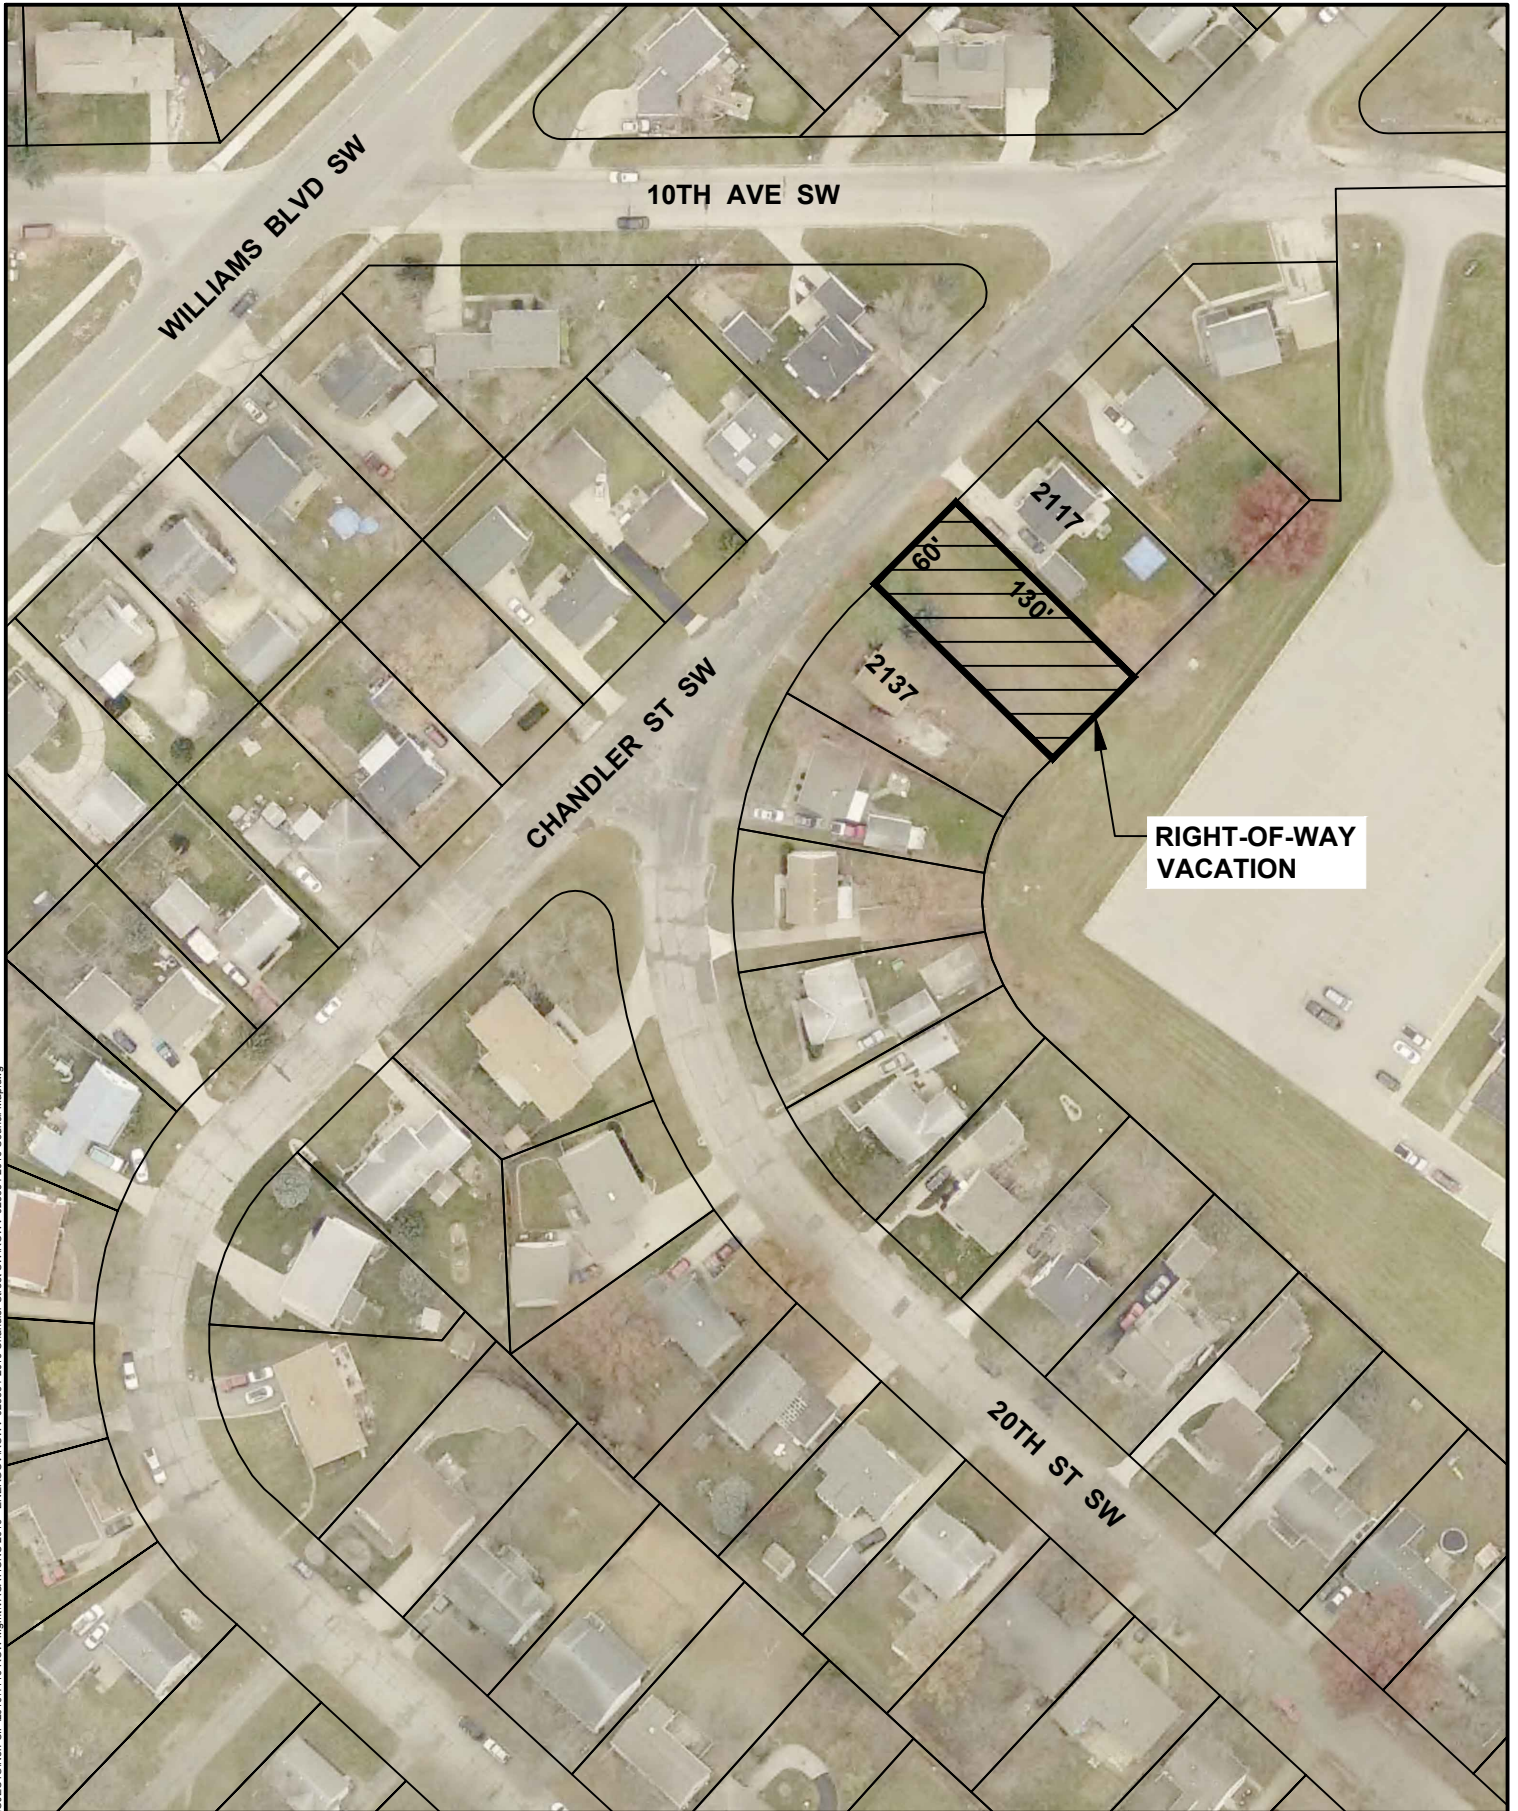 WILLIAMS BLVD SW
10TH AVE SW
2117
60'
130'
2137
CHANDLER ST SW
RIGHT-OF-WAY
VACATION
20TH ST SW